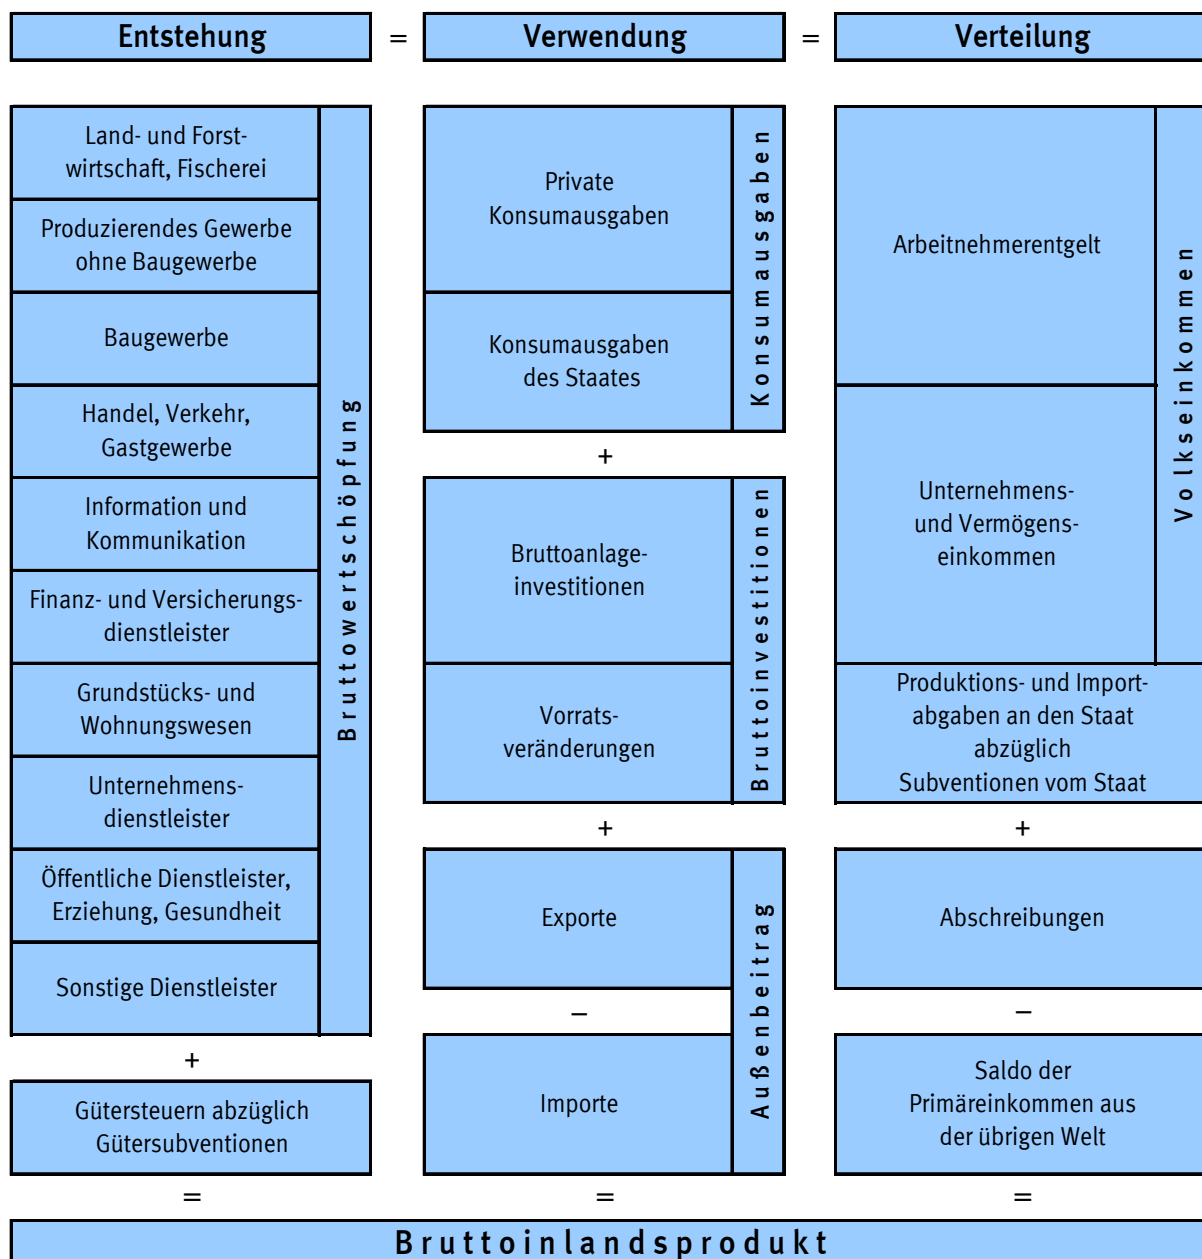 Entstehung
=
Verwendung
=
Verteilung
Land- und Forst-
wirtschaft, Fischerei
Produzierendes Gewerbe
ohne Baugewerbe
Baugewerbe
Handel, Verkehr,
Gastgewerbe
Information und
Kommunikation
Finanz- und Versicherungs-
dienstleister
Grundstücks- und
Wohnungswesen
Unternehmens-
dienstleister
Öffentliche Dienstleister,
Erziehung, Gesundheit
Sonstige Dienstleister
Bruttowertschöpfung
+
Gütersteuern abzüglich
Gütersubventionen
=
Private
Konsumausgaben
Konsumausgaben
des Staates
Konsumausgaben
+
Bruttoanlage-
investitionen
Vorrats-
veränderungen
Bruttoinvestitionen
+
Exporte
–
Importe
Außenbeitrag
=
Arbeitnehmerentgelt
Unternehmens-
und Vermögens-
einkommen
Volkseinkommen
Produktions- und Import-
abgaben an den Staat
abzüglich
Subventionen vom Staat
+
Abschreibungen
–
Saldo der
Primäreinkommen aus
der übrigen Welt
=
Bruttoinlandsprodukt